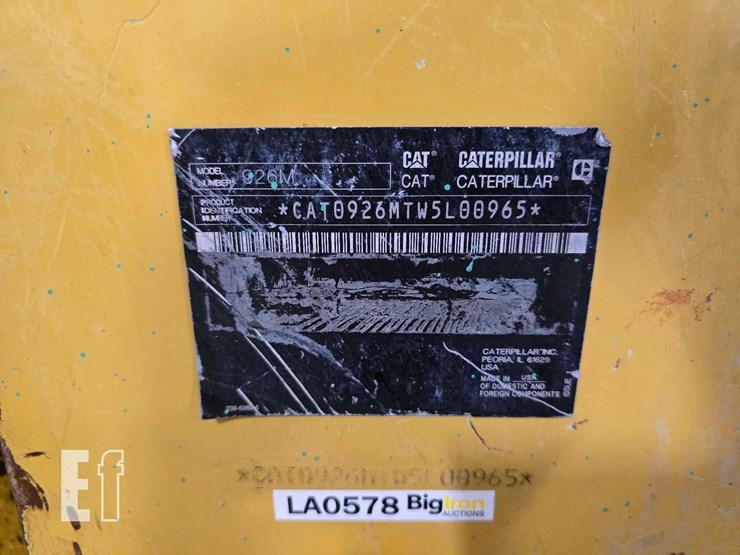 CAT CATERPILLAR
MODEL NUMBER 926M CAT® CATERPILLAR®
PRODUCT IDENTIFICATION NUMBER *CAT0926MTW5L00965*
CATERPILLAR INC.
PEORIA, IL 61629
USA
MADE IN USA
OF DOMESTIC AND
FOREIGN COMPONENTS
ISSUE
*CAT0926MTW5L00965*
LA0578 BigIron
AUCTIONS
Ef